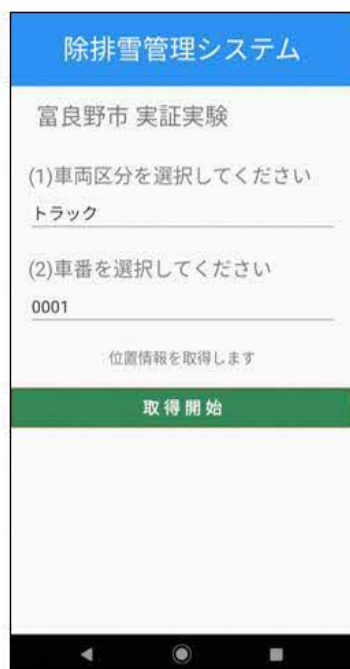 除排雪管理システム
富良野市 実証実験
(1)車両区分を選択してください
トラック
(2)車番を選択してください
0001
位置情報を取得します
取得開始